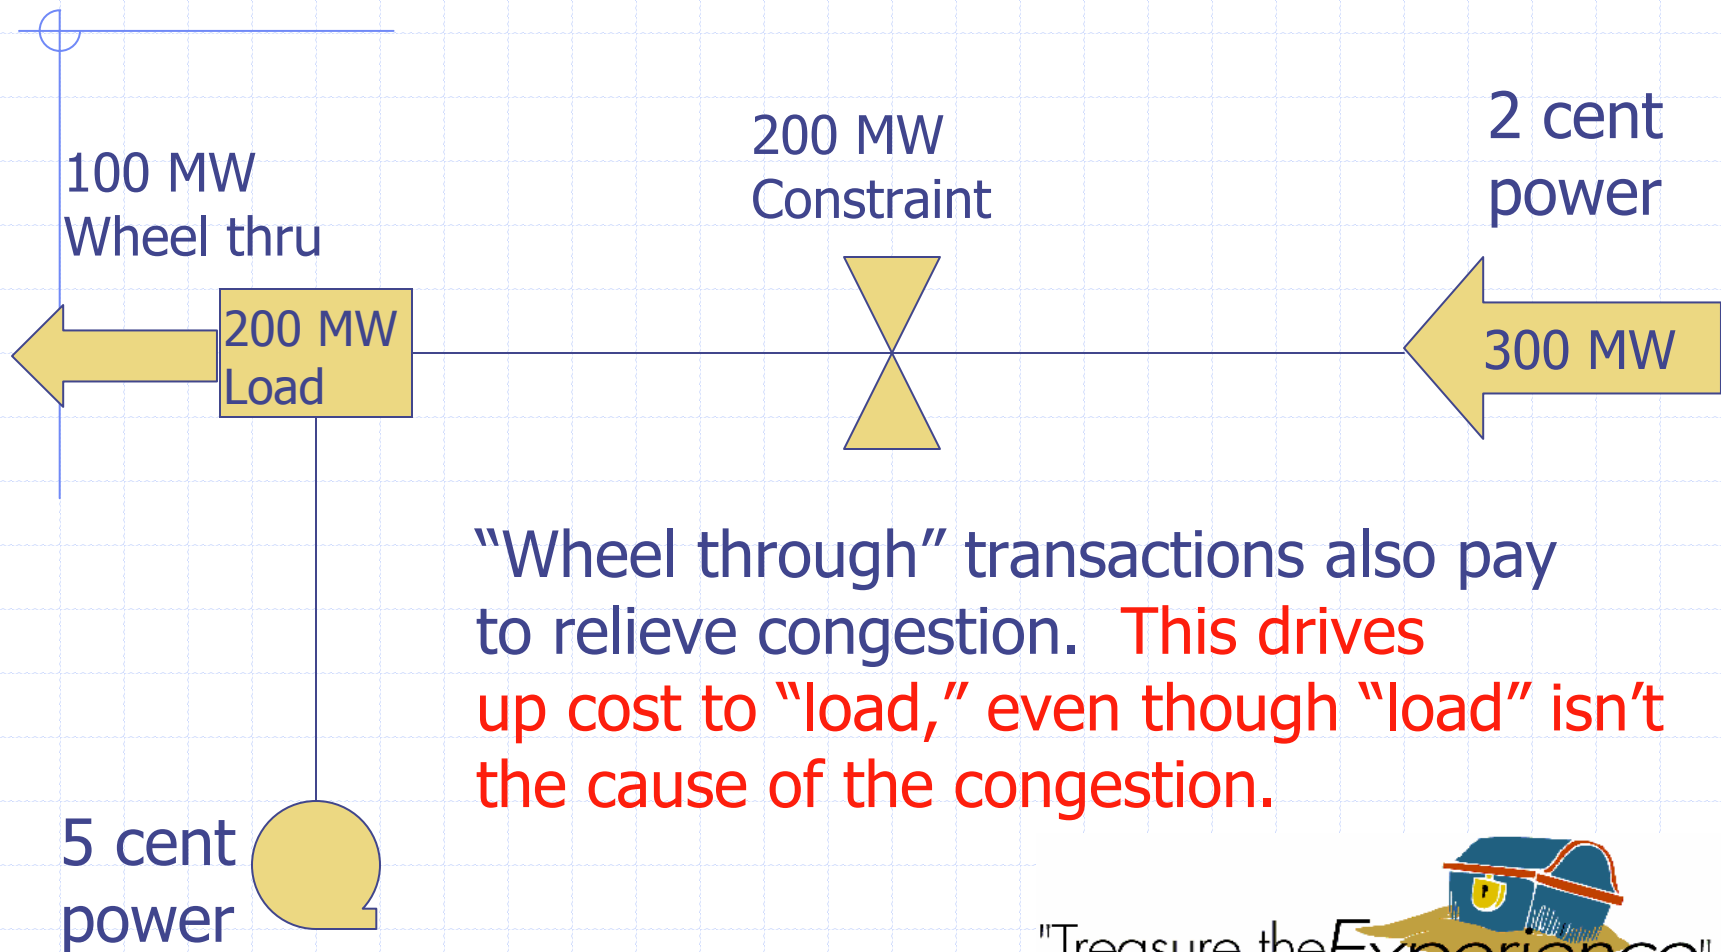 100 MW
Wheel thru
200 MW
Constraint
2 cent
power
200 MW
Load
300 MW
“Wheel through” transactions also pay
to relieve congestion. This drives
up cost to “load,” even though “load” isn’t
the cause of the congestion.
5 cent
power
"Treasure the Experience"